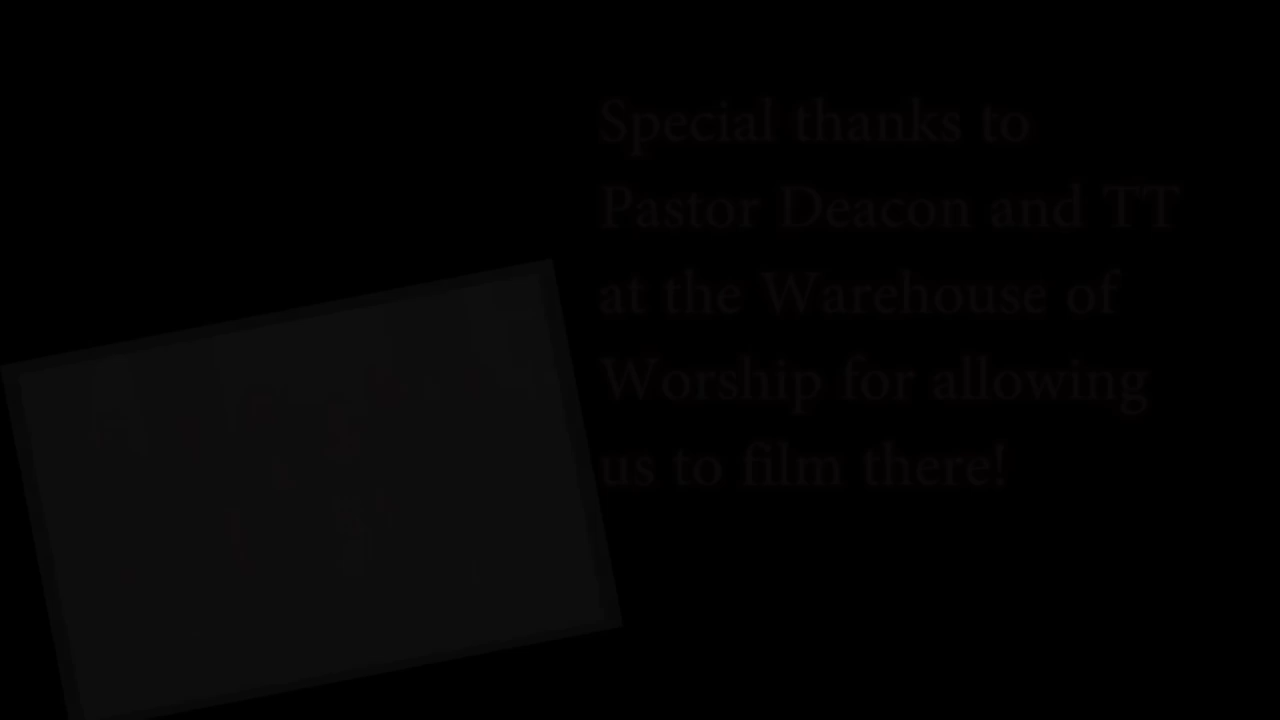 Special thanks to
Pastor Deacon and TT
at the Warehouse of
Worship for allowing
us to film there!